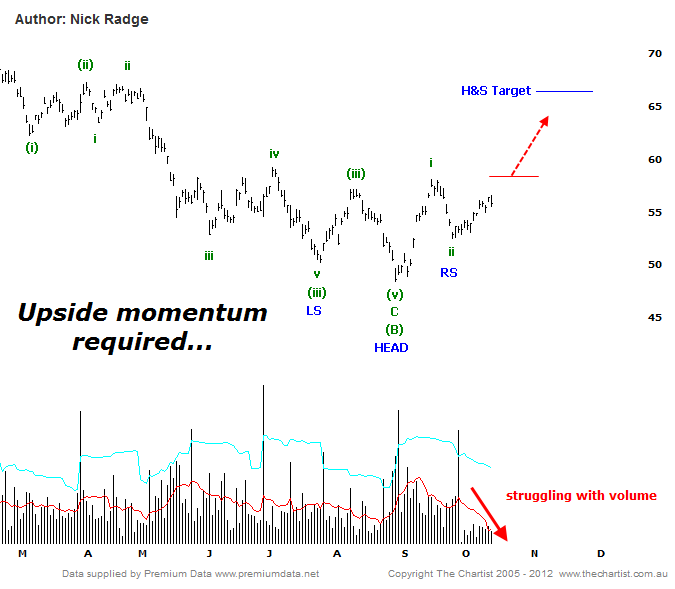 Author: Nick Radge
70
(ii)
ii
H&S Target
65
i
(i)
60
iv
(iii)
i
55
iii
ii
50
v
RS
(iii)
(v)
LS
C
45
(B)
HEAD
Upside momentum
required...
struggling with volume
M A M J J A S O N D
Data supplied by Premium Data www.premiumdata.net
Copyright The Chartist 2005 - 2012 www.thechartist.com.au